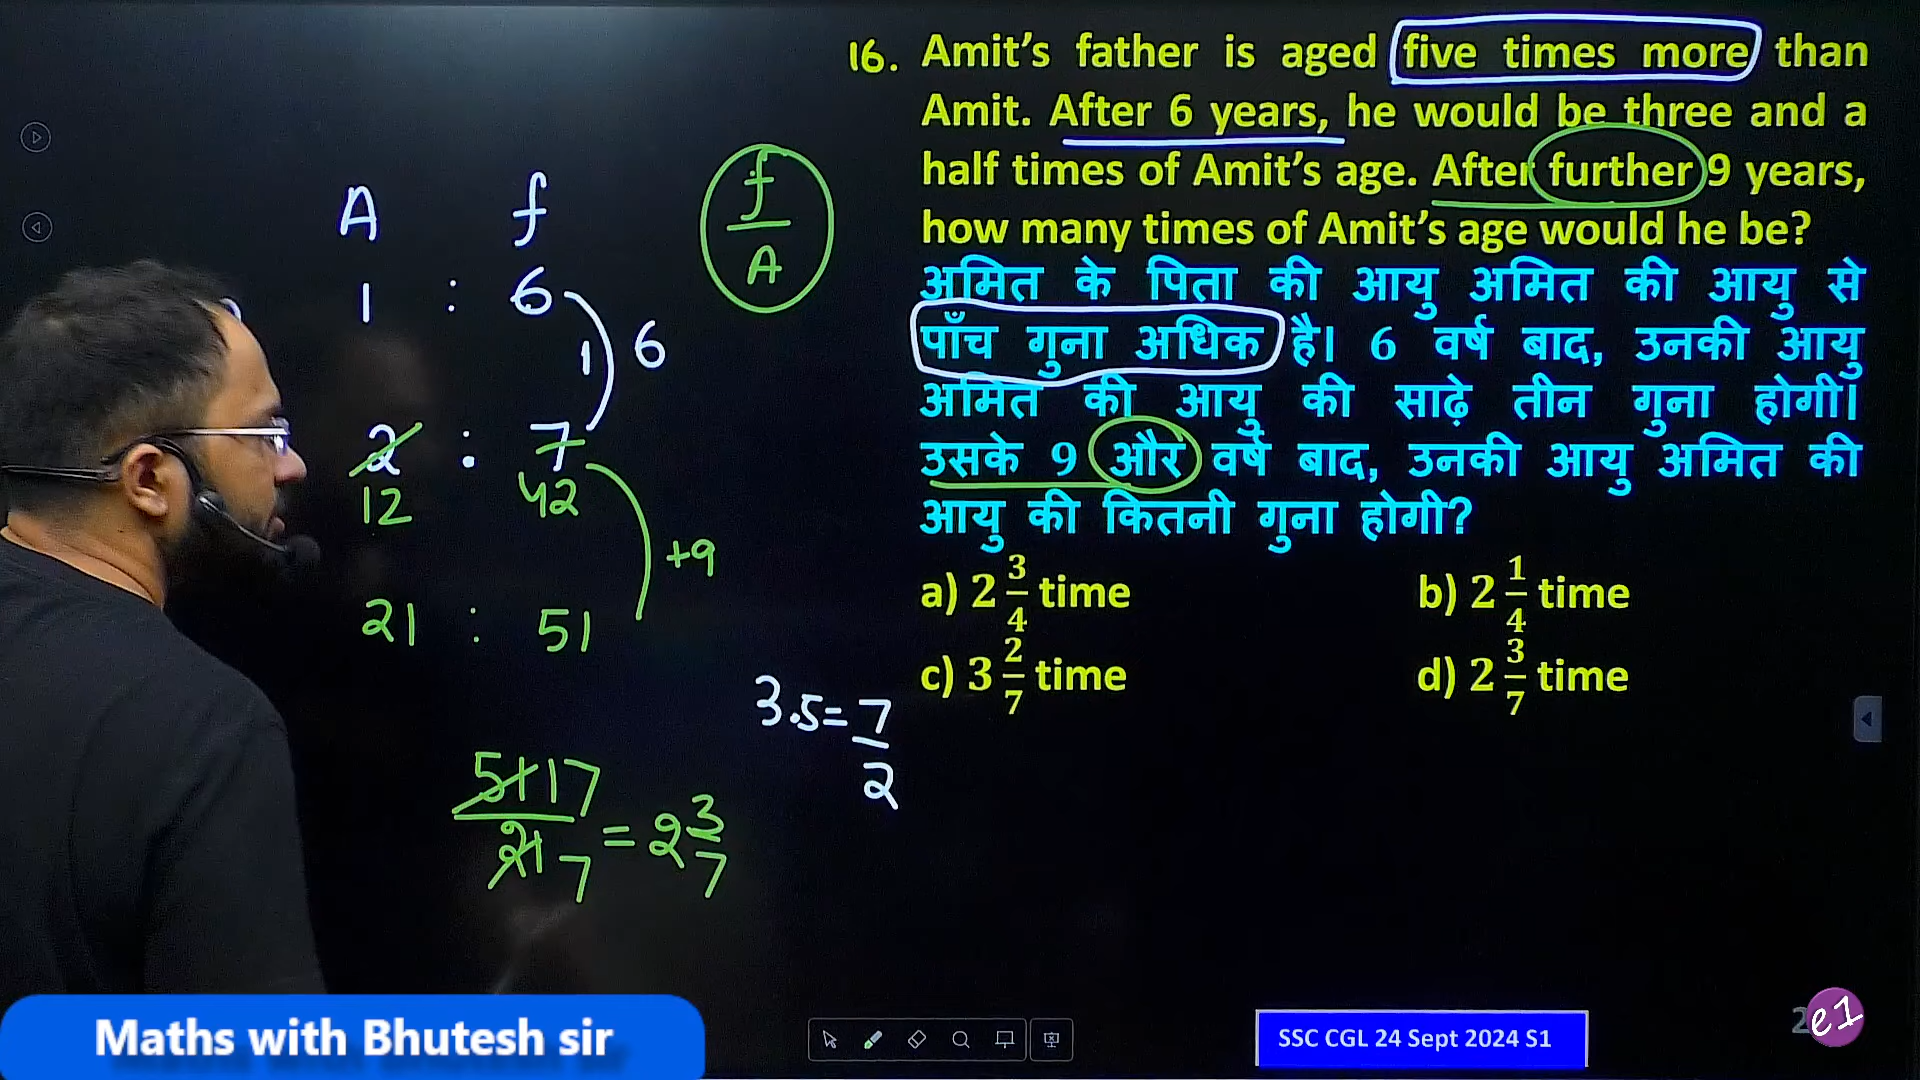 16. Amit's father is aged five times more than
Amit. After 6 years, he would be three and a
half times of Amit's age. After further 9 years,
how many times of Amit's age would he be?
अमित के पिता की आयु अमित की आयु से
पाँच गुना अधिक है। 6 वर्ष बाद, उनकी आयु
अमित की आयु की साढ़े तीन गुना होगी।
उसके 9 और वर्ष बाद, उनकी आयु अमित की
आयु की कितनी गुना होगी?
a) 2 3/4 time b) 2 1/4 time
c) 3 2/7 time d) 2 3/7 time
A f
1 : 6
1 6
2 : 7
12 42
+9
21 : 51
f/A
3.5 = 7/2
51 17
21 7 = 2 3/7
Maths with Bhutesh sir
SSC CGL 24 Sept 2024 S1
e1